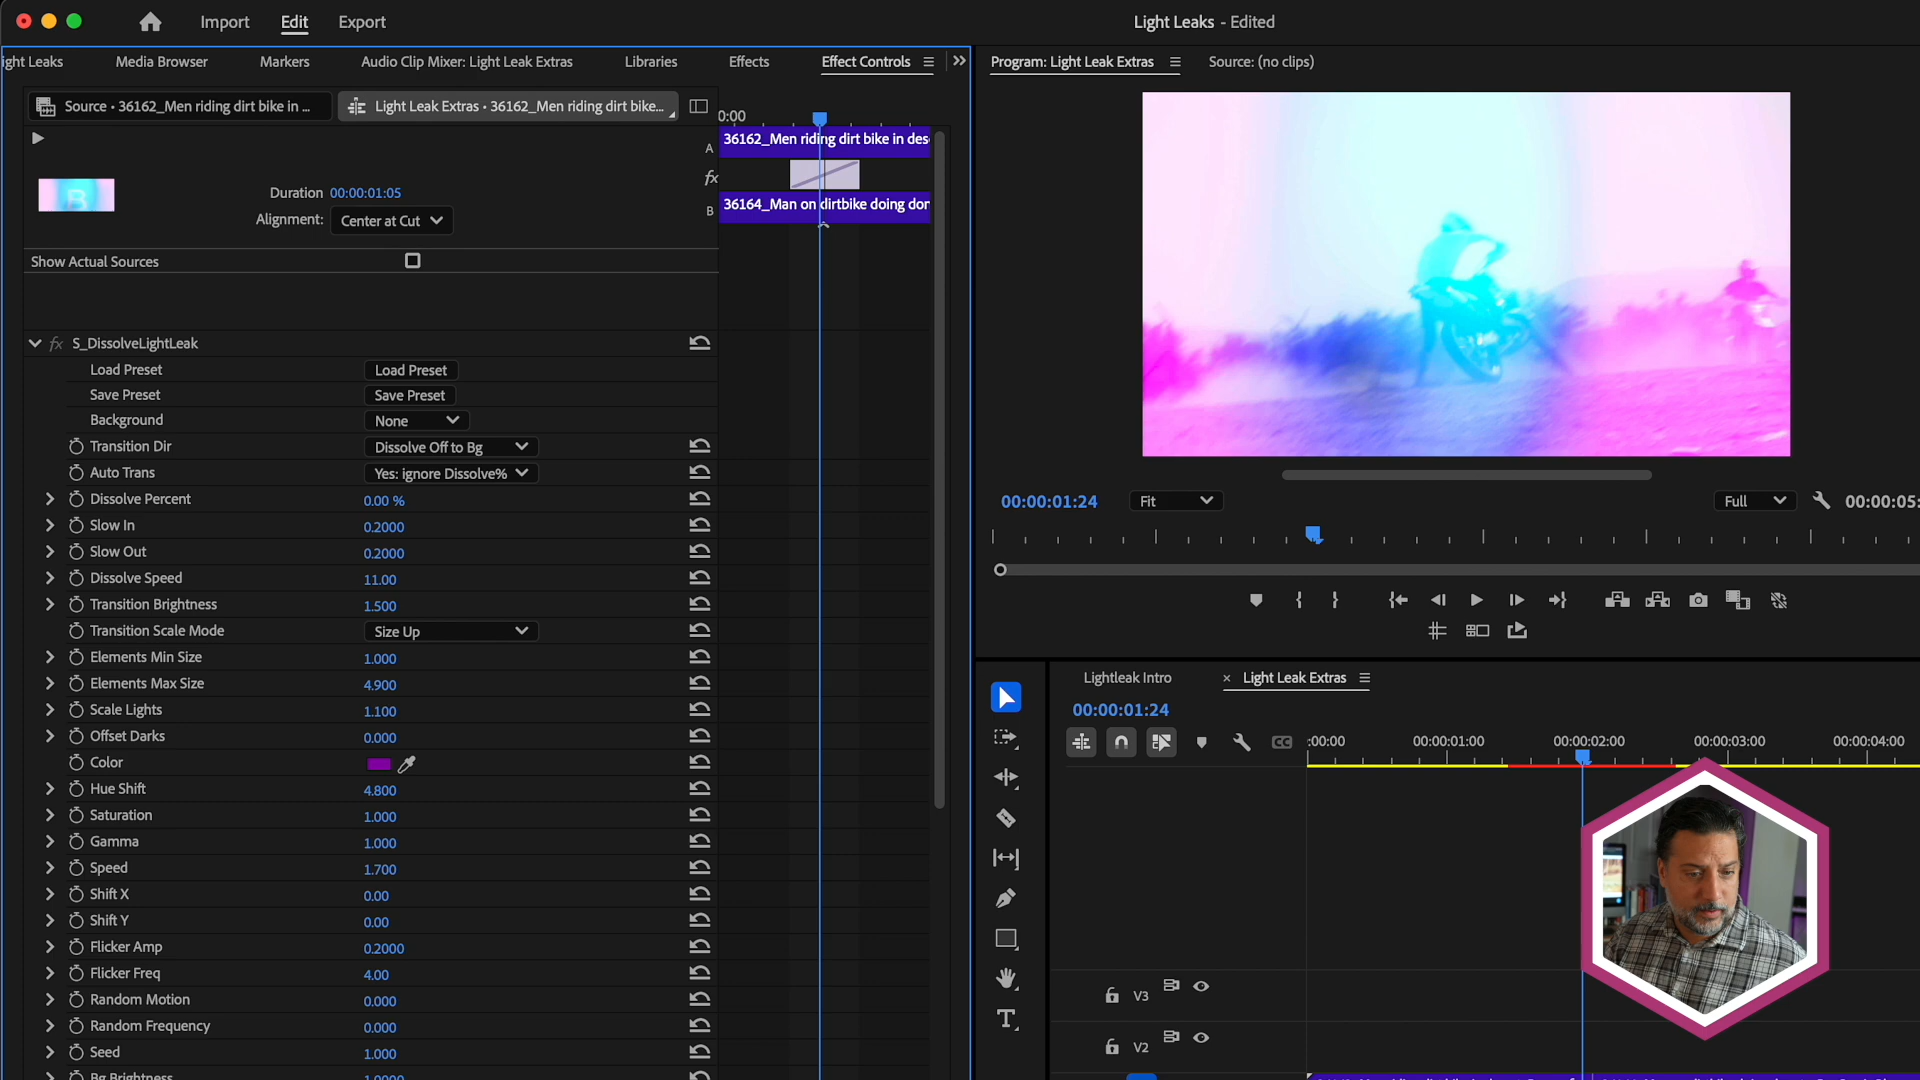 Import Edit Export Light Leaks - Edited
ight Leaks Media Browser Markers Audio Clip Mixer: Light Leak Extras Libraries Effects Effect Controls Program: Light Leak Extras Source: (no clips)
Source • 36162_Men riding dirt bike in ... Light Leak Extras • 36162_Men riding dirt bike...
0:00
A 36162_Men riding dirt bike in des
fx
B 36164_Man on dirtbike doing don
B
Duration 00:00:01:05
Alignment: Center at Cut
Show Actual Sources
fx S_DissolveLightLeak
Load Preset Load Preset
Save Preset Save Preset
Background None
Transition Dir Dissolve Off to Bg
Auto Trans Yes: ignore Dissolve%
Dissolve Percent 0.00 %
Slow In 0.2000
Slow Out 0.2000
Dissolve Speed 11.00
Transition Brightness 1.500
Transition Scale Mode Size Up
Elements Min Size 1.000
Elements Max Size 4.900
Scale Lights 1.100
Offset Darks 0.000
Color
Hue Shift 4.800
Saturation 1.000
Gamma 1.000
Speed 1.700
Shift X 0.00
Shift Y 0.00
Flicker Amp 0.2000
Flicker Freq 4.00
Random Motion 0.000
Random Frequency 0.000
Seed 1.000
Bg Brightness 1.0000
00:00:01:24 Fit Full 00:00:05:
Lightleak Intro × Light Leak Extras
00:00:01:24
CC
:00:00 00:00:01:00 00:00:02:00 00:00:03:00 00:00:04:00
T
V3
V2